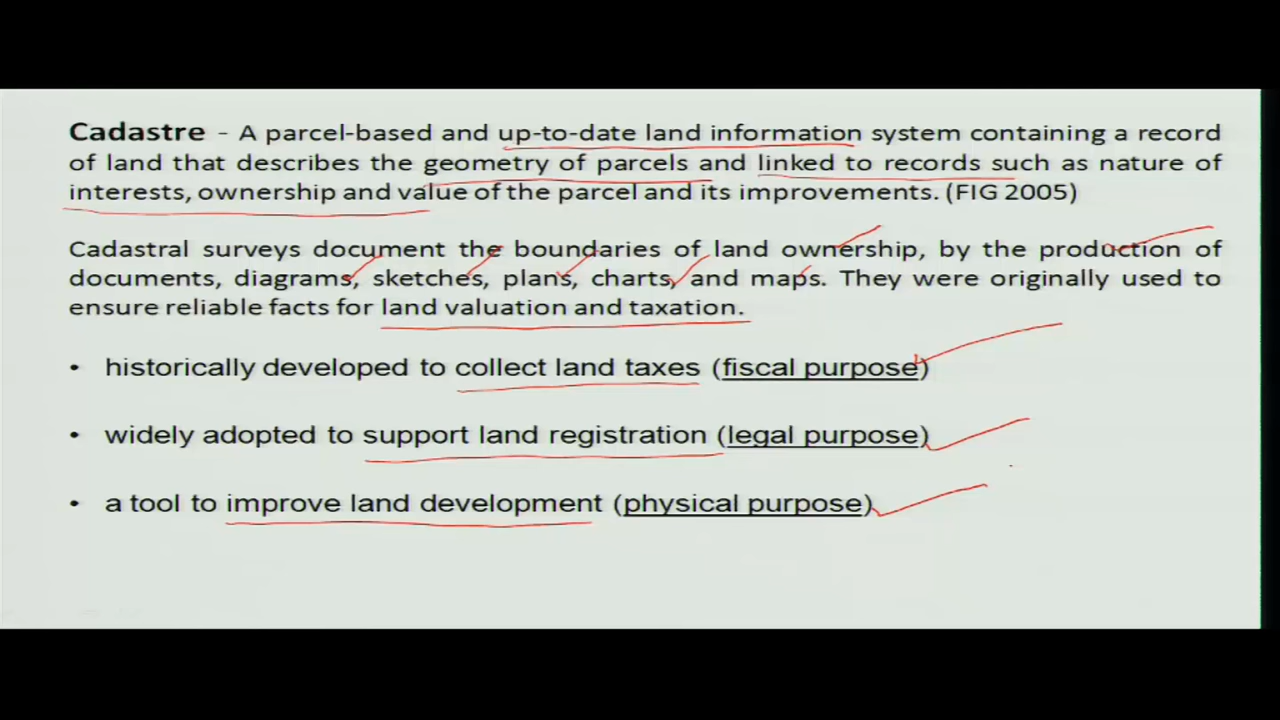 Cadastre - A parcel-based and up-to-date land information system containing a record
of land that describes the geometry of parcels and linked to records such as nature of
interests, ownership and value of the parcel and its improvements. (FIG 2005)
Cadastral surveys document the boundaries of land ownership, by the production of
documents, diagrams, sketches, plans, charts, and maps. They were originally used to
ensure reliable facts for land valuation and taxation.
• historically developed to collect land taxes (fiscal purpose)
• widely adopted to support land registration (legal purpose)
• a tool to improve land development (physical purpose)